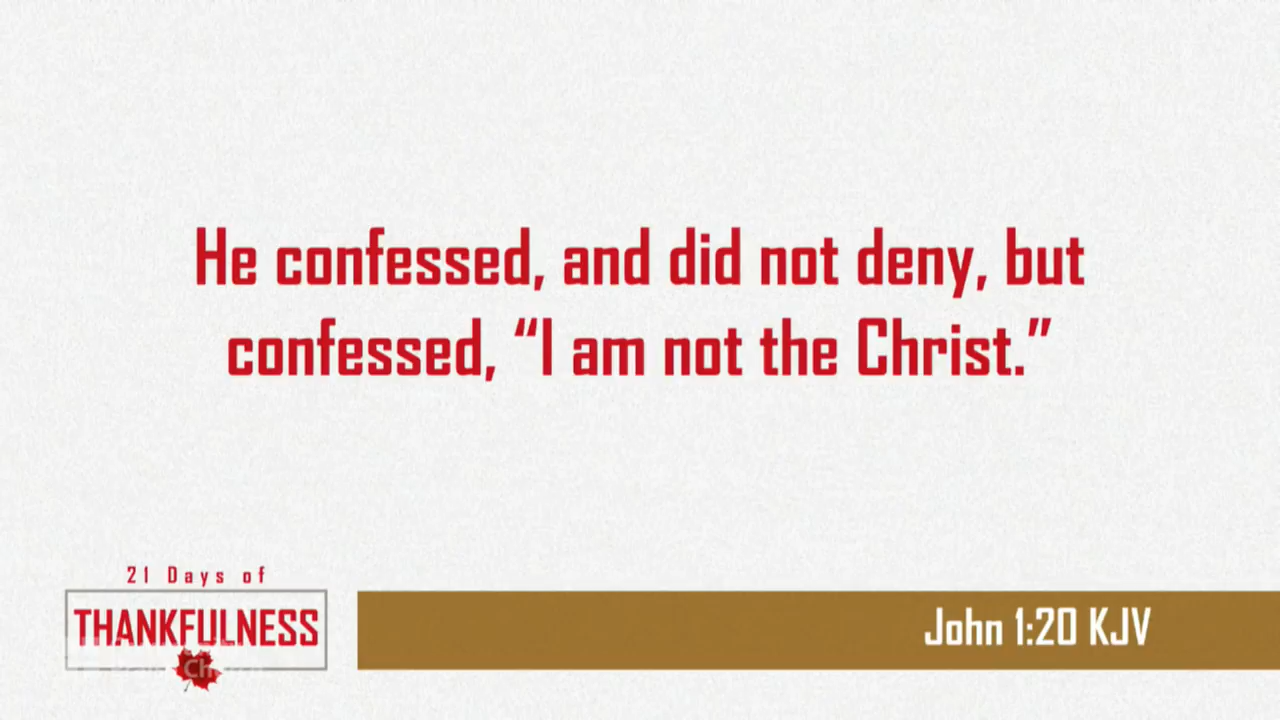 He confessed, and did not deny, but
confessed, “I am not the Christ.”
21 Days of
THANKFULNESS
John 1:20 KJV